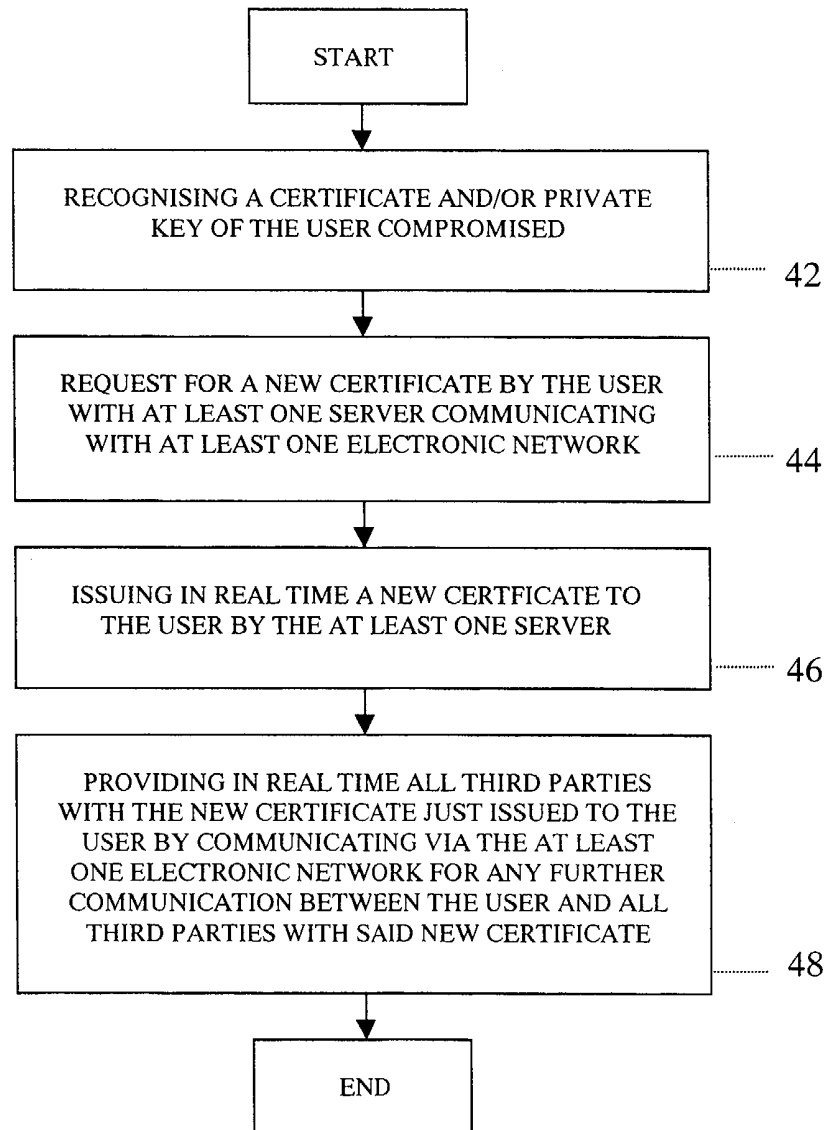 START
RECOGNISING A CERTIFICATE AND/OR PRIVATE
KEY OF THE USER COMPROMISED
42
REQUEST FOR A NEW CERTIFICATE BY THE USER
WITH AT LEAST ONE SERVER COMMUNICATING
WITH AT LEAST ONE ELECTRONIC NETWORK
44
ISSUING IN REAL TIME A NEW CERTFICATE TO
THE USER BY THE AT LEAST ONE SERVER
46
PROVIDING IN REAL TIME ALL THIRD PARTIES
WITH THE NEW CERTIFICATE JUST ISSUED TO THE
USER BY COMMUNICATING VIA THE AT LEAST
ONE ELECTRONIC NETWORK FOR ANY FURTHER
COMMUNICATION BETWEEN THE USER AND ALL
THIRD PARTIES WITH SAID NEW CERTIFICATE
48
END